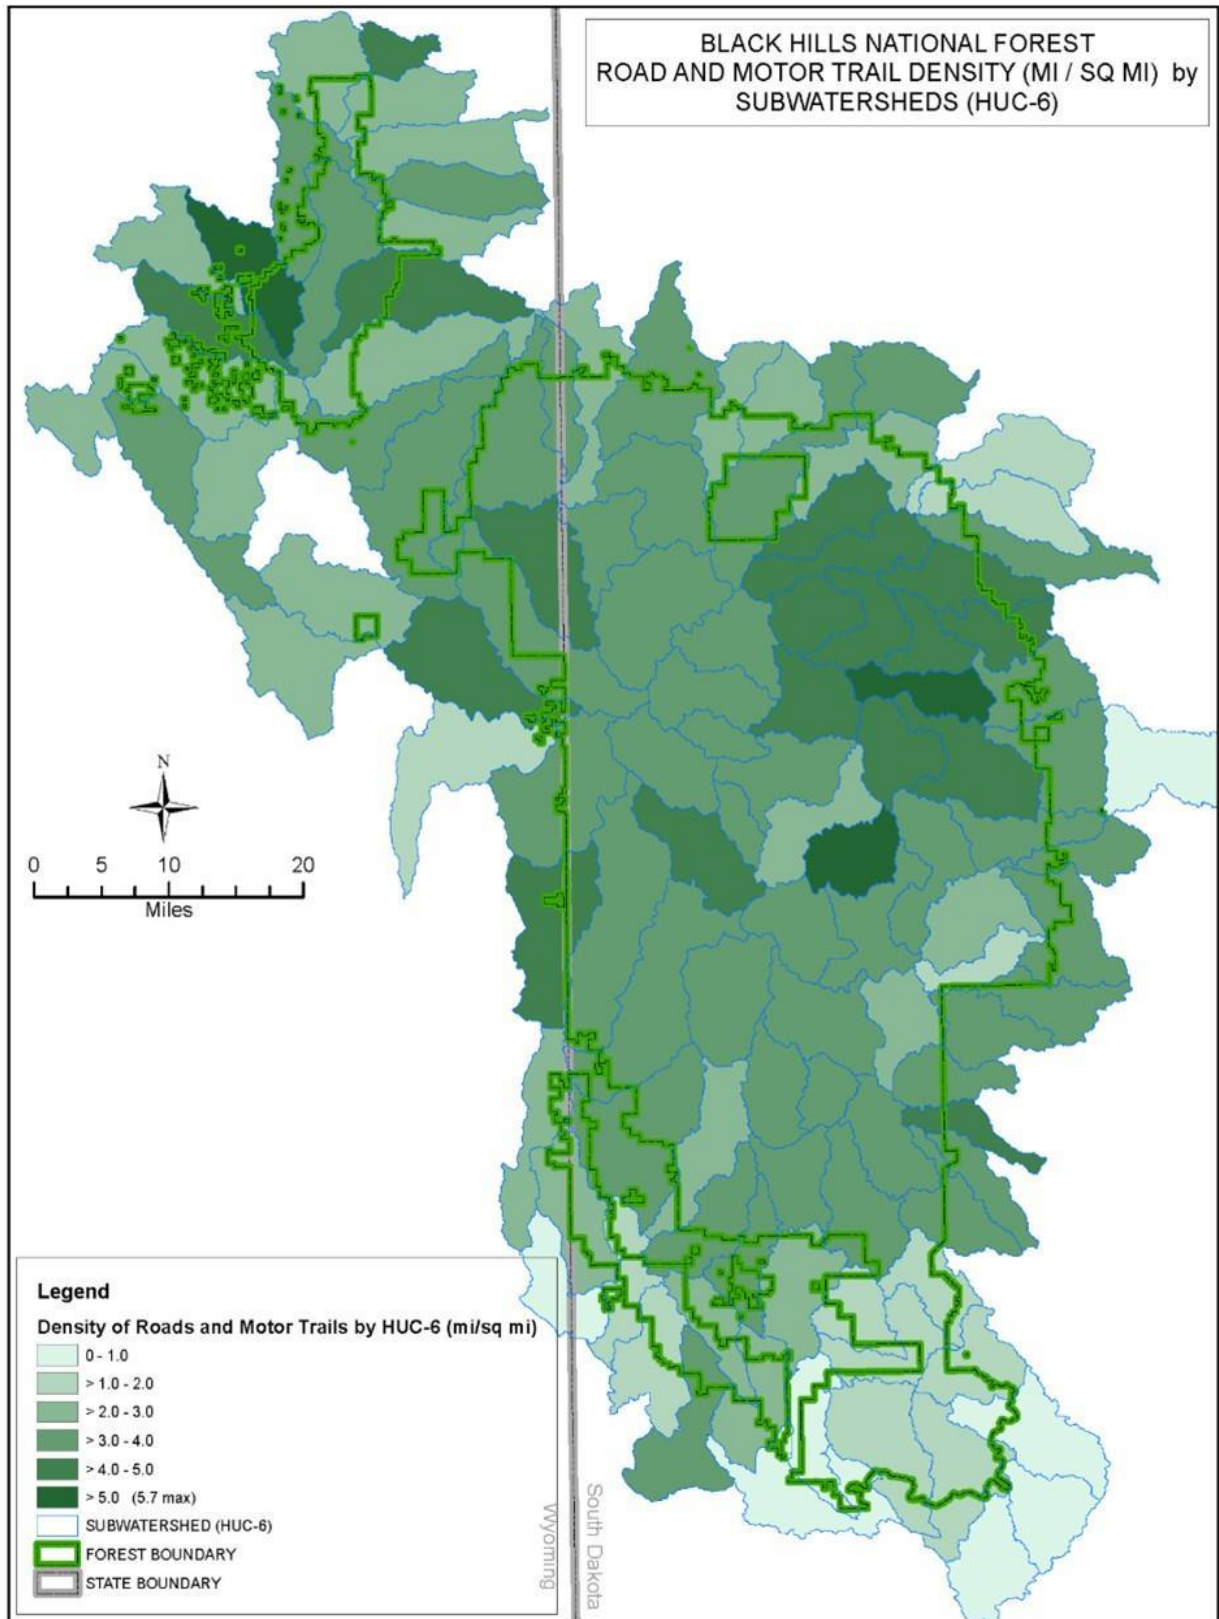 BLACK HILLS NATIONAL FOREST
ROAD AND MOTOR TRAIL DENSITY (MI / SQ MI) by
SUBWATERSHEDS (HUC-6)
N
0 5 10 20
Miles
Legend
Density of Roads and Motor Trails by HUC-6 (mi/sq mi)
0 - 1.0
> 1.0 - 2.0
> 2.0 - 3.0
> 3.0 - 4.0
> 4.0 - 5.0
> 5.0 (5.7 max)
SUBWATERSHED (HUC-6)
FOREST BOUNDARY
STATE BOUNDARY
Wyoming
South Dakota